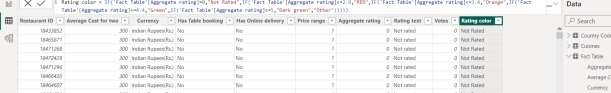 1 Rating color = IF('Fact Table'[Aggregate rating]=0,"Not Rated",IF('Fact Table'[Aggregate rating]<=2.0,"RED",IF('Fact Table'[Aggregate rating]<=3.4,"Orange",IF('Fact
Table'[Aggregate rating]<=4.4,"Green",IF('Fact Table'[Aggregate rating]<=5,"Dark green","Other")))))
Data
Search
Restaurant ID Average Cost for two Currency Has Table booking Has Online delivery Price range Aggregate rating Rating text Votes Rating color
18433852 300 Indian Rupees(Rs.) No No 1 0 Not rated 0 Not Rated
18465871 300 Indian Rupees(Rs.) No No 1 0 Not rated 0 Not Rated
18471268 300 Indian Rupees(Rs.) No No 1 0 Not rated 0 Not Rated
18472439 300 Indian Rupees(Rs.) No No 1 0 Not rated 0 Not Rated
18471296 300 Indian Rupees(Rs.) No No 1 0 Not rated 0 Not Rated
18466420 300 Indian Rupees(Rs.) No No 1 0 Not rated 0 Not Rated
18464607 300 Indian Rupees(Rs.) No No 1 0 Not rated 0 Not Rated
Country Cod
Cuisines
Fact Table
Aggregate
Average C
Currency